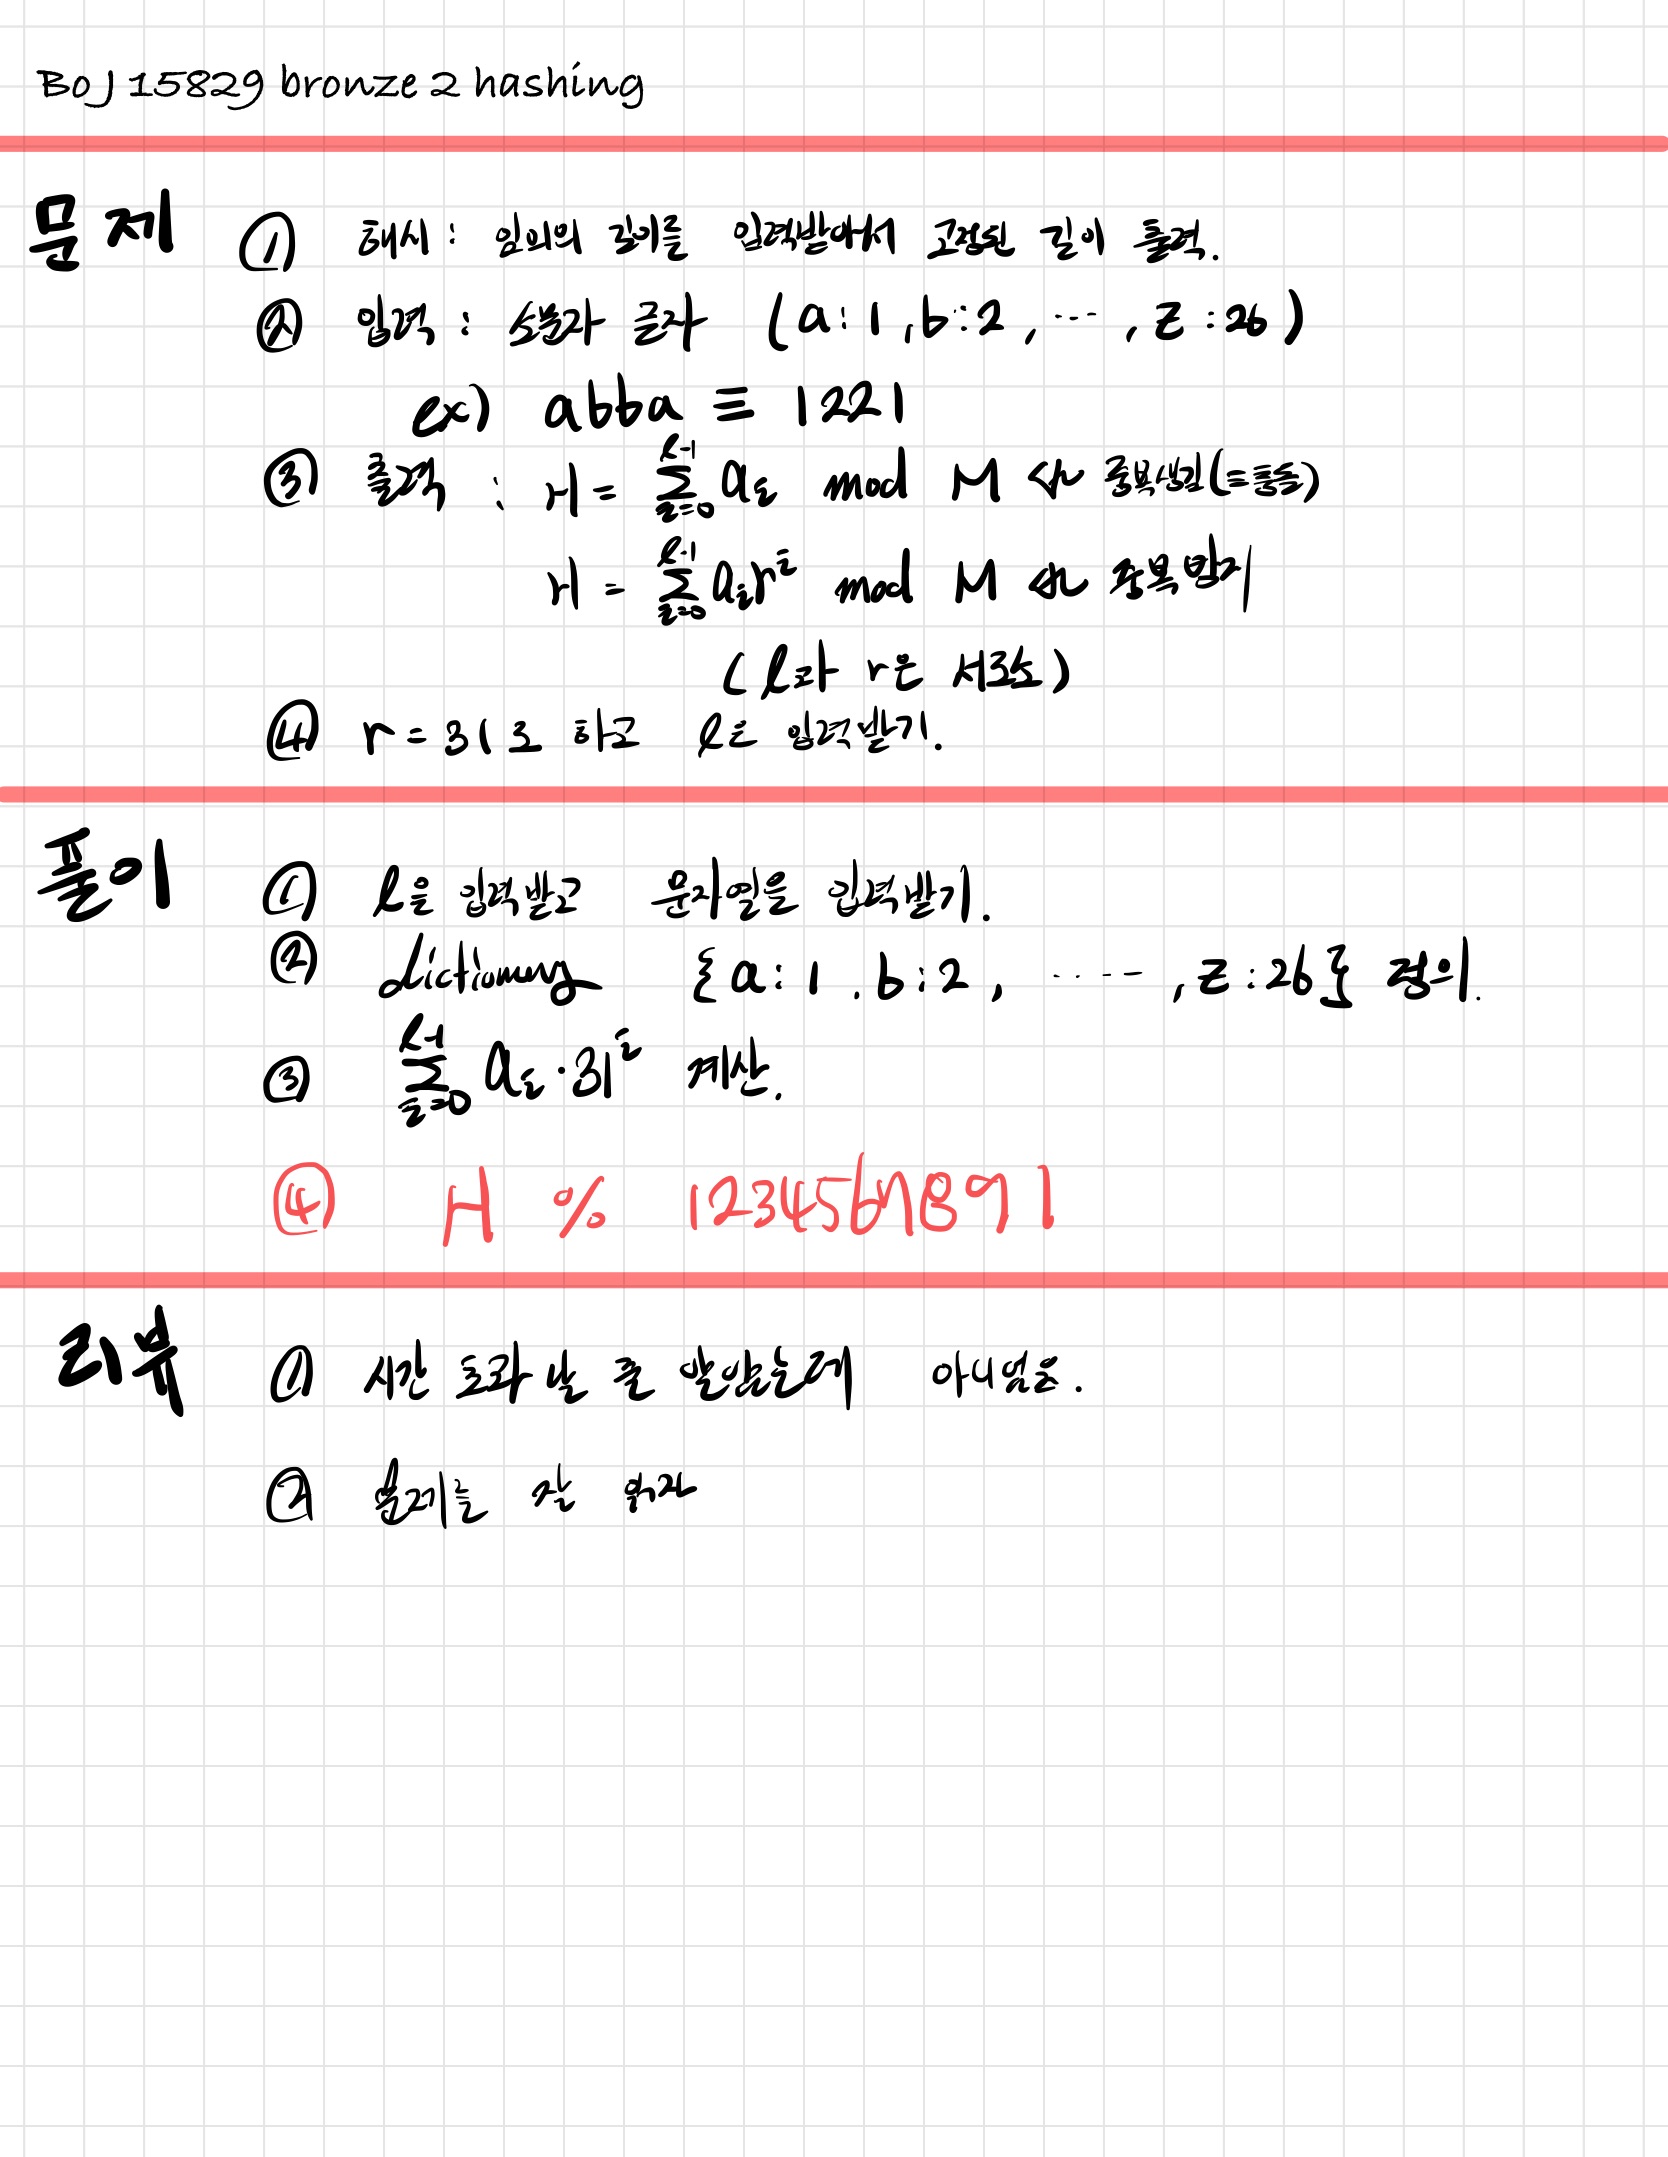 BOJ 15829 bronze 2 hashing
문제 ① 해시 : 임의의 길이를 입력받아서 고정된 길이 출력.
② 입력 : 소문자 글자 (a:1, b:2, ..., z:26)
ex) abba ≡ 1221
③ 출력 : H = Σ_{i=0}^{l-1} a_i mod M <- 중복생김(≡충돌)
H = Σ_{i=0}^{l-1} a_i r^i mod M <- 중복방지
(l과 r은 서로소)
④ r=31로 하고 l은 입력받기.
풀이 ① l을 입력받고 문자열을 입력받기.
② dictionary {a:1, b:2, ....., z:26}로 정의.
③ Σ_{i=0}^{l-1} a_i·31^i 계산.
④ H % 1234567891
리뷰 ① 시간 초과 날 줄 알았는데 아니었음.
② 문제를 잘 읽자